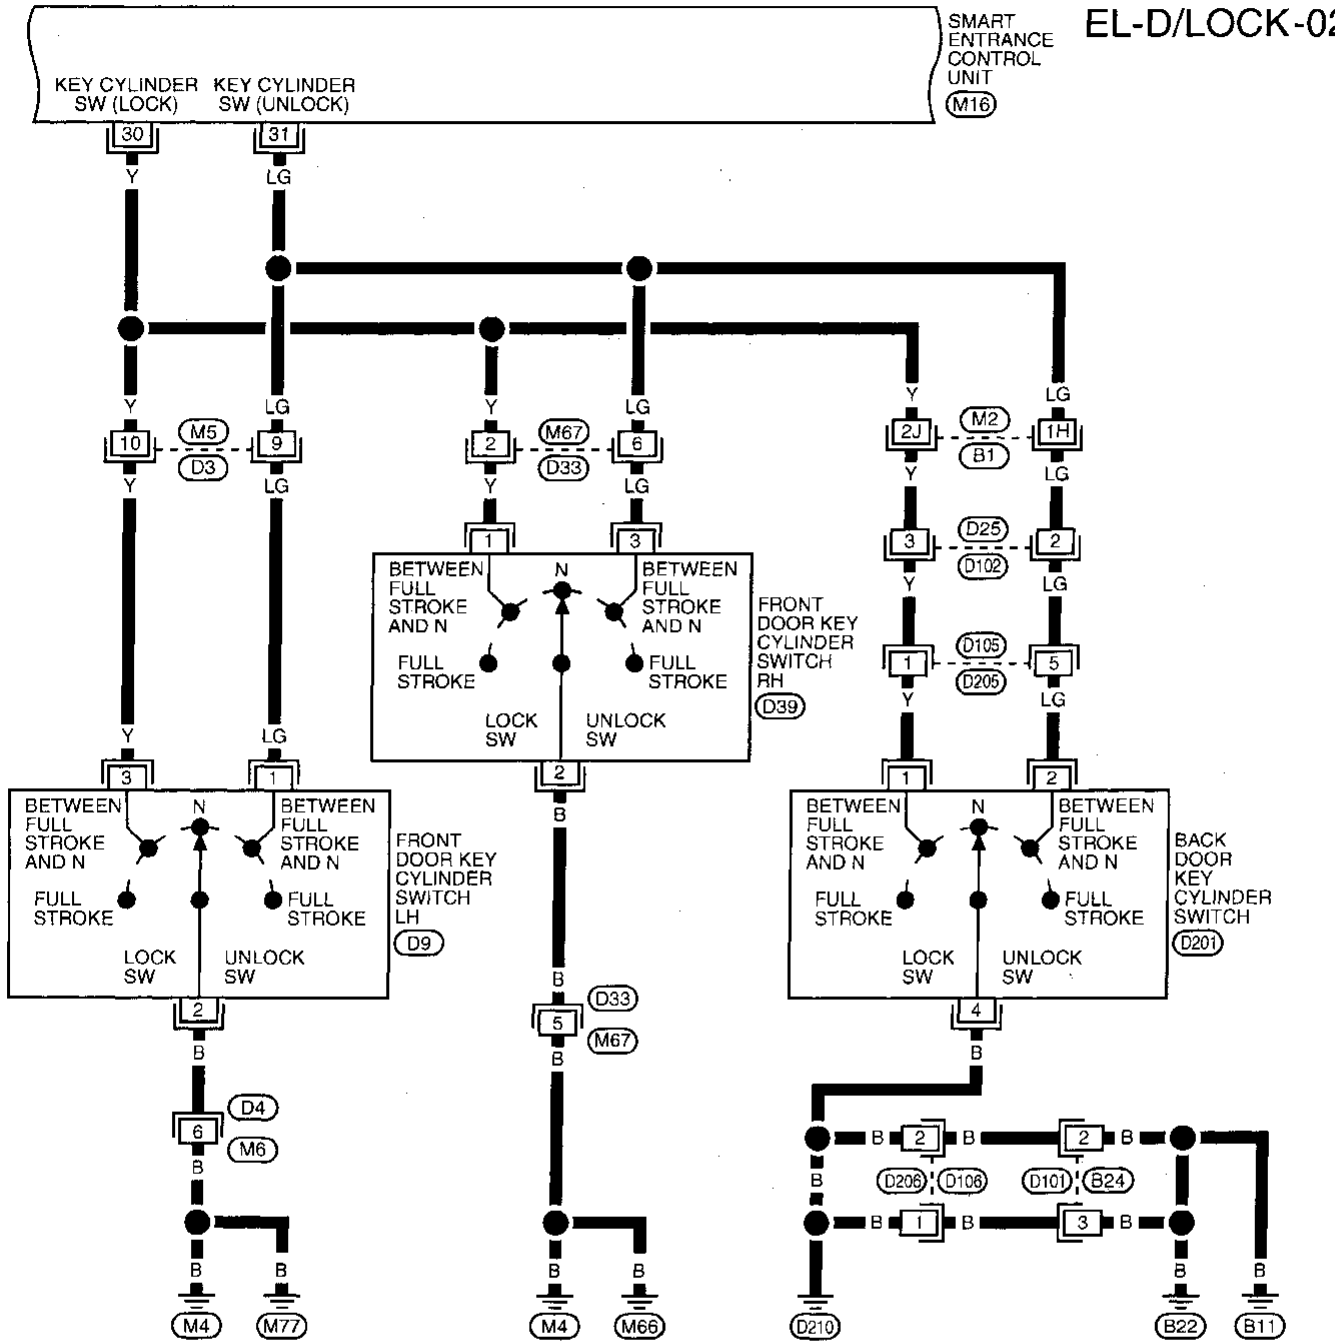 EL-D/LOCK-02
SMART
ENTRANCE
CONTROL
UNIT
M16
KEY CYLINDER
SW (LOCK)
KEY CYLINDER
SW (UNLOCK)
30
31
Y
LG
Y
LG
Y
LG
Y
LG
10
M5
9
2
M67
6
2J
M2
1H
D3
D33
B1
Y
LG
Y
LG
Y
LG
3
D25
2
D102
Y
LG
1
D105
5
D205
Y
LG
1
3
BETWEEN
FULL
STROKE
AND N
N
BETWEEN
FULL
STROKE
AND N
FULL
STROKE
FULL
STROKE
LOCK
SW
UNLOCK
SW
FRONT
DOOR KEY
CYLINDER
SWITCH
RH
D39
2
B
Y
LG
3
1
BETWEEN
FULL
STROKE
AND N
N
BETWEEN
FULL
STROKE
AND N
FULL
STROKE
FULL
STROKE
LOCK
SW
UNLOCK
SW
FRONT
DOOR KEY
CYLINDER
SWITCH
LH
D9
2
B
1
2
BETWEEN
FULL
STROKE
AND N
N
BETWEEN
FULL
STROKE
AND N
FULL
STROKE
FULL
STROKE
LOCK
SW
UNLOCK
SW
BACK
DOOR
KEY
CYLINDER
SWITCH
D201
4
B
B
D33
5
M67
B
D4
6
M6
B
B
2
B
2
B
B
D206
D106
D101
B24
B
1
B
3
B
B
B
B
B
B
B
M4
M77
M4
M66
D210
B22
B11